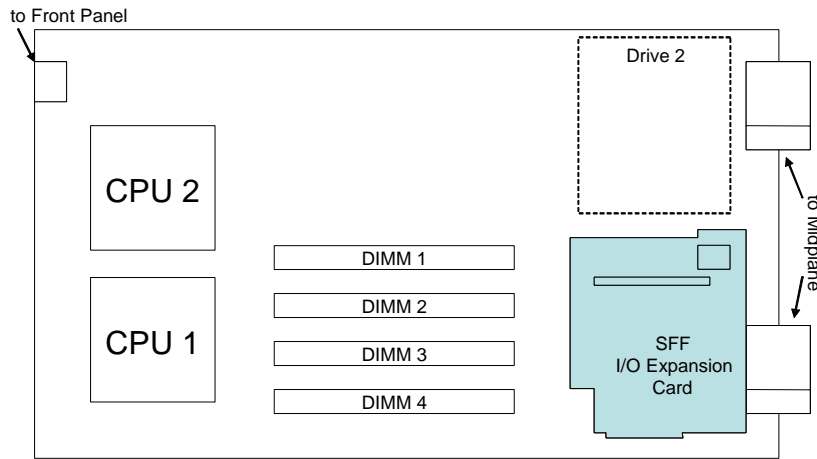 to Front Panel
Drive 2
CPU 2
to Midplane
DIMM 1
DIMM 2
CPU 1
DIMM 3
SFF
I/O Expansion
Card
DIMM 4